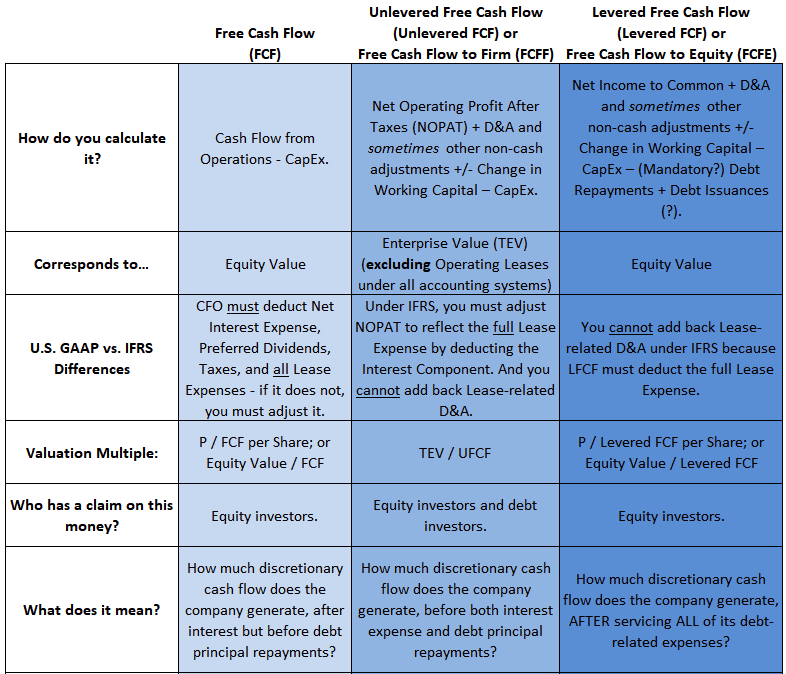 Free Cash Flow
(FCF)
Unlevered Free Cash Flow
(Unlevered FCF) or
Free Cash Flow to Firm (FCFF)
Levered Free Cash Flow
(Levered FCF) or
Free Cash Flow to Equity (FCFE)
How do you calculate
it?
Cash Flow from
Operations - CapEx.
Net Operating Profit After
Taxes (NOPAT) + D&A and
sometimes other non-cash
adjustments +/- Change in
Working Capital – CapEx.
Net Income to Common + D&A
and sometimes other
non-cash adjustments +/-
Change in Working Capital –
CapEx – (Mandatory?) Debt
Repayments + Debt Issuances
(?).
Corresponds to…
Equity Value
Enterprise Value (TEV)
(excluding Operating Leases
under all accounting systems)
Equity Value
U.S. GAAP vs. IFRS
Differences
CFO must deduct Net
Interest Expense,
Preferred Dividends,
Taxes, and all Lease
Expenses - if it does not,
you must adjust it.
Under IFRS, you must adjust
NOPAT to reflect the full Lease
Expense by deducting the
Interest Component. And you
cannot add back Lease-related
D&A.
You cannot add back Lease-
related D&A under IFRS because
LFCF must deduct the full Lease
Expense.
Valuation Multiple:
P / FCF per Share; or
Equity Value / FCF
TEV / UFCF
P / Levered FCF per Share; or
Equity Value / Levered FCF
Who has a claim on this
money?
Equity investors.
Equity investors and debt
investors.
Equity investors.
What does it mean?
How much discretionary
cash flow does the
company generate, after
interest but before debt
principal repayments?
How much discretionary cash
flow does the company
generate, before both interest
expense and debt principal
repayments?
How much discretionary cash
flow does the company generate,
AFTER servicing ALL of its debt-
related expenses?